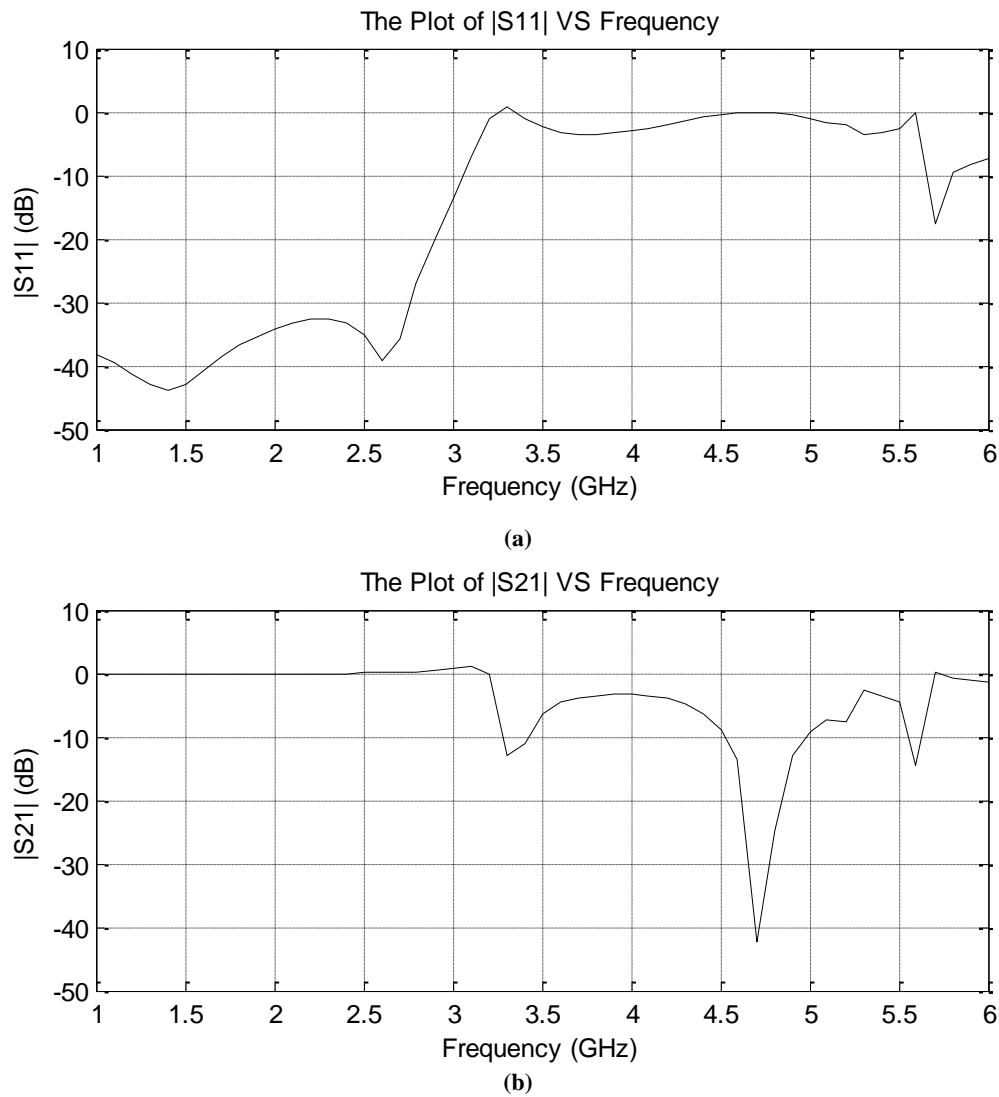 The Plot of |S11| VS Frequency
10
0
-10
-20
-30
-40
-50
|S11| (dB)
1 1.5 2 2.5 3 3.5 4 4.5 5 5.5 6
Frequency (GHz)
(a)
The Plot of |S21| VS Frequency
10
0
-10
-20
-30
-40
-50
|S21| (dB)
1 1.5 2 2.5 3 3.5 4 4.5 5 5.5 6
Frequency (GHz)
(b)